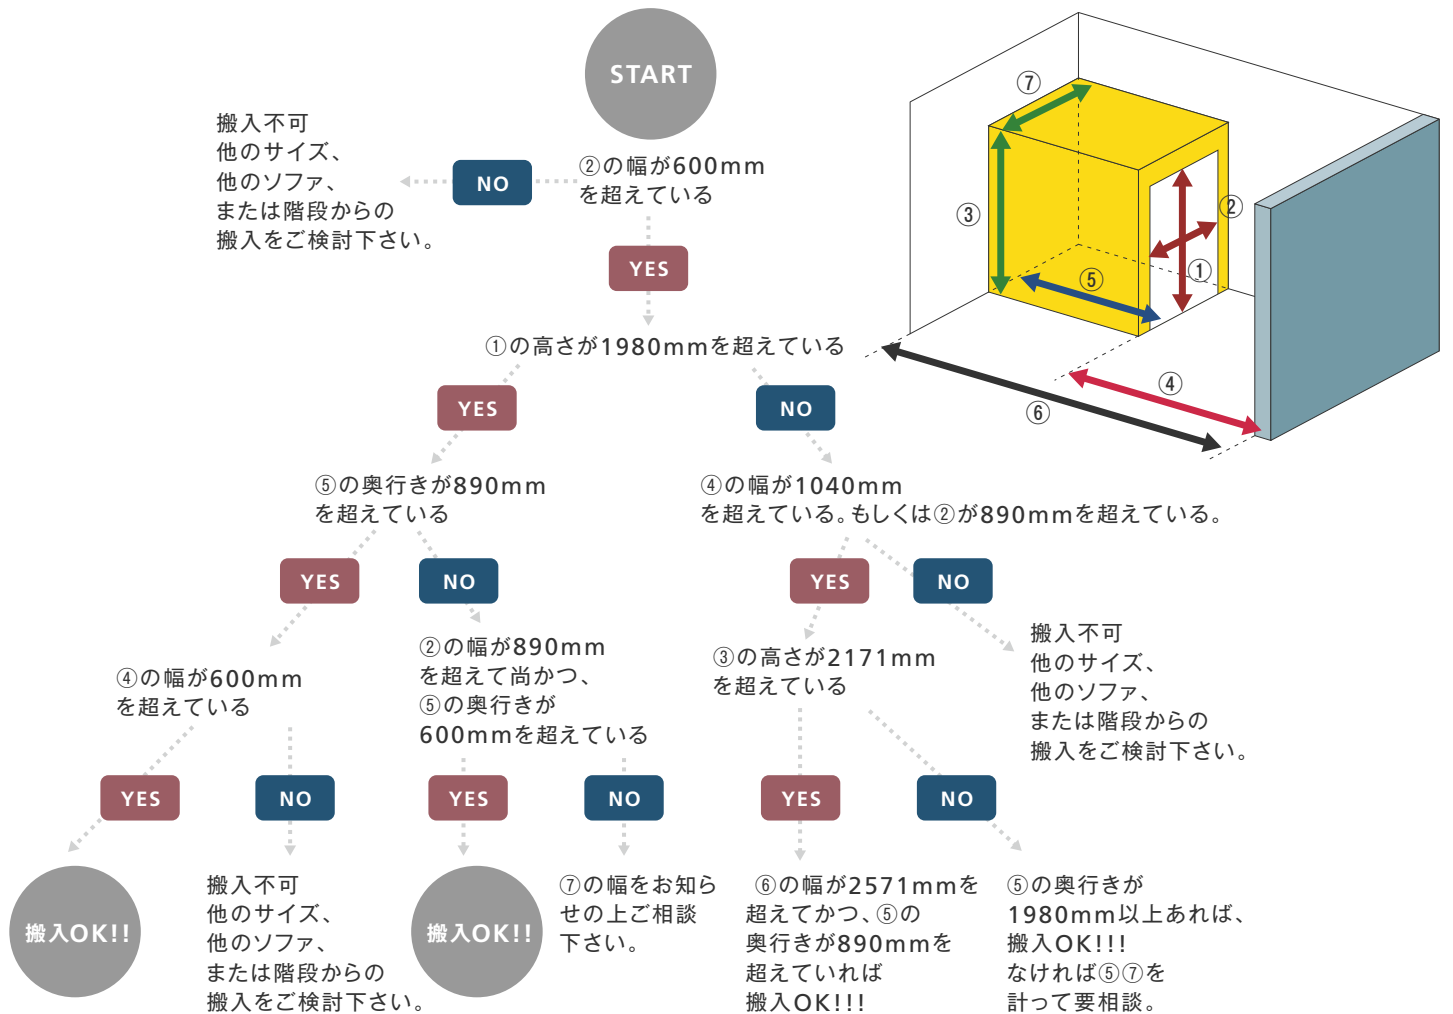 START
②の幅が600mm
を超えている
NO
搬入不可
他のサイズ、
他のソファ、
または階段からの
搬入をご検討下さい。
YES
①の高さが1980mmを超えている
YES
NO
⑤の奥行きが890mm
を超えている
④の幅が1040mm
を超えている。もしくは②が890mmを超えている。
YES
NO
YES
NO
④の幅が600mm
を超えている
②の幅が890mm
を超えて尚かつ、
⑤の奥行きが
600mmを超えている
③の高さが2171mm
を超えている
搬入不可
他のサイズ、
他のソファ、
または階段からの
搬入をご検討下さい。
YES
NO
YES
NO
YES
NO
搬入OK!!
搬入不可
他のサイズ、
他のソファ、
または階段からの
搬入をご検討下さい。
搬入OK!!
⑦の幅をお知ら
せの上ご相談
下さい。
⑥の幅が2571mmを
超えてかつ、⑤の
奥行きが890mmを
超えていれば
搬入OK!!!
⑤の奥行きが
1980mm以上あれば、
搬入OK!!!
なければ⑤⑦を
計って要相談。
⑦
③
②
①
⑤
④
⑥